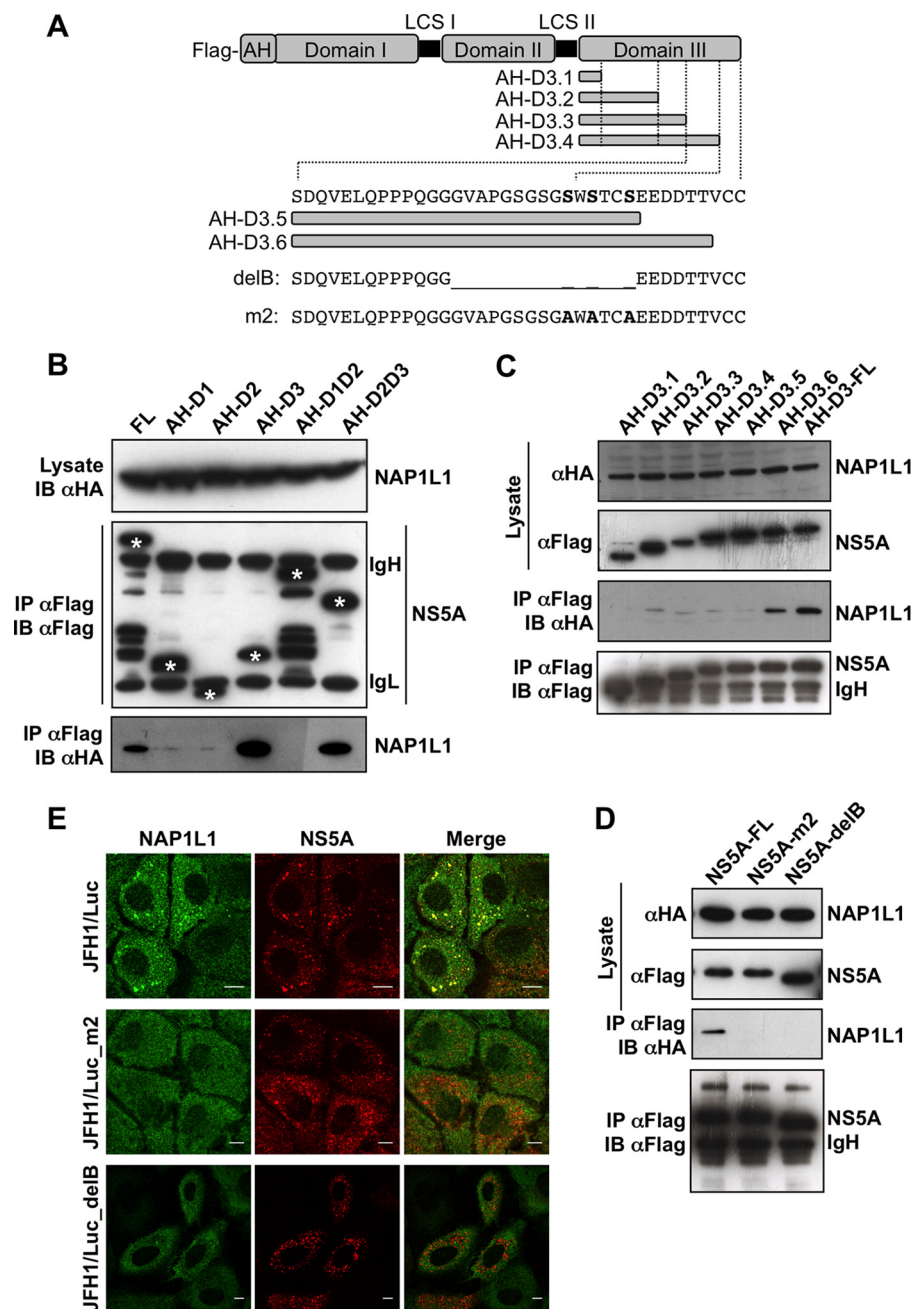 A
LCS I LCS II
Flag- AH Domain I Domain II Domain III
AH-D3.1
AH-D3.2
AH-D3.3
AH-D3.4
SDQVELQPPPQGGGVAPGSGSGSWSTCSEEDDTTVCC
AH-D3.5
AH-D3.6
delB: SDQVELQPPPQGG_______________EEDDTTVCC
m2: SDQVELQPPPQGGGVAPGSGSGAWATCAEEDDTTVCC
B
FL AH-D1 AH-D2 AH-D3 AH-D1D2 AH-D2D3
Lysate
IB αHA
NAP1L1
IP αFlag
IB αFlag
* * * * * *
IgH
IgL
NS5A
IP αFlag
IB αHA
NAP1L1
C
AH-D3.1 AH-D3.2 AH-D3.3 AH-D3.4 AH-D3.5 AH-D3.6 AH-D3-FL
Lysate
αHA NAP1L1
αFlag NS5A
IP αFlag
IB αHA
NAP1L1
IP αFlag
IB αFlag
NS5A
IgH
E
NAP1L1 NS5A Merge
JFH1/Luc
JFH1/Luc_m2
JFH1/Luc_delB
D
NS5A-FL NS5A-m2 NS5A-delB
Lysate
αHA NAP1L1
αFlag NS5A
IP αFlag
IB αHA
NAP1L1
IP αFlag
IB αFlag
NS5A
IgH